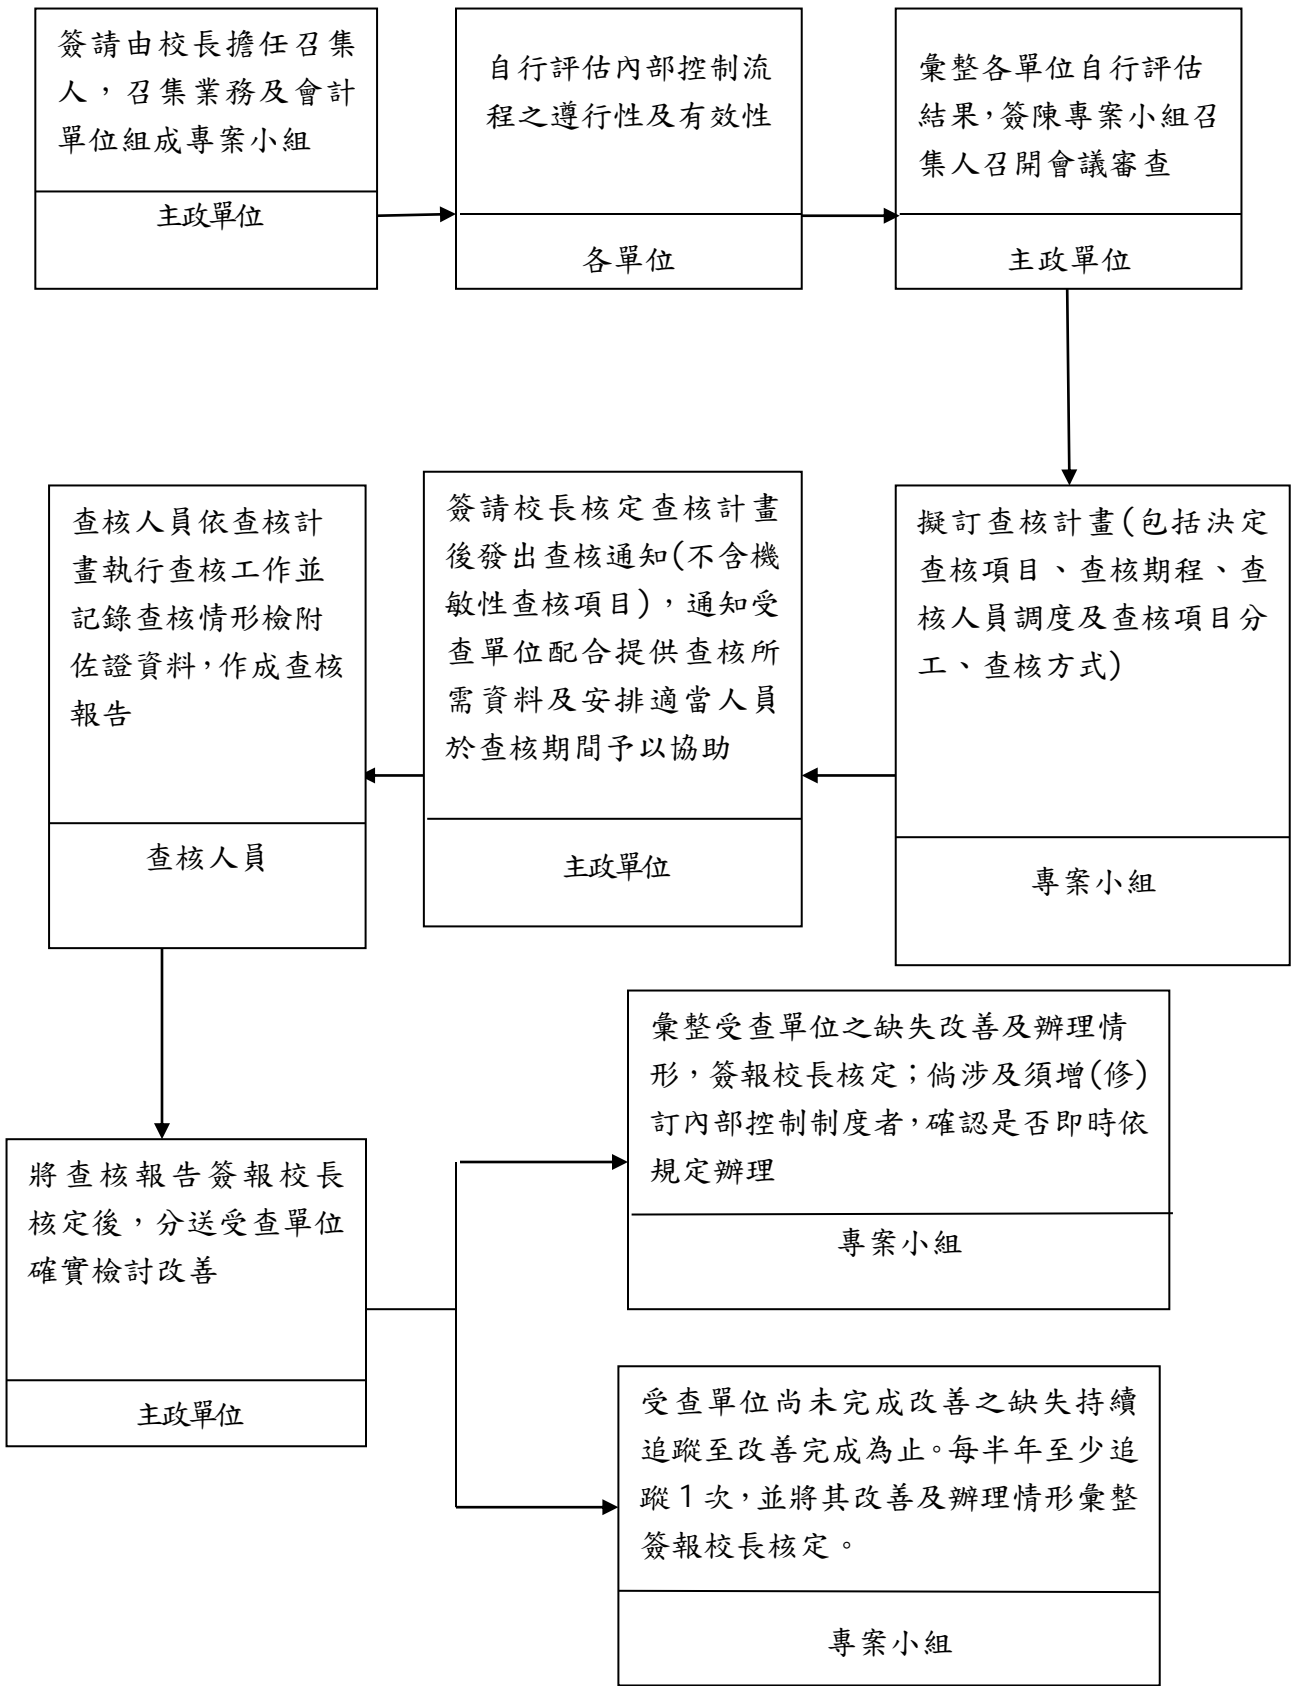 簽請由校長擔任召集
人，召集業務及會計
單位組成專案小組
主政單位
自行評估內部控制流
程之遵行性及有效性
各單位
彙整各單位自行評估
結果，簽陳專案小組召
集人召開會議審查
主政單位
擬訂查核計畫(包括決定
查核項目、查核期程、查
核人員調度及查核項目分
工、查核方式)
專案小組
簽請校長核定查核計畫
後發出查核通知(不含機
敏性查核項目)，通知受
查單位配合提供查核所
需資料及安排適當人員
於查核期間予以協助
主政單位
查核人員依查核計
畫執行查核工作並
記錄查核情形檢附
佐證資料，作成查核
報告
查核人員
將查核報告簽報校長
核定後，分送受查單位
確實檢討改善
主政單位
彙整受查單位之缺失改善及辦理情
形，簽報校長核定；倘涉及須增(修)
訂內部控制制度者，確認是否即時依
規定辦理
專案小組
受查單位尚未完成改善之缺失持續
追蹤至改善完成為止。每半年至少追
蹤1次，並將其改善及辦理情形彙整
簽報校長核定。
專案小組